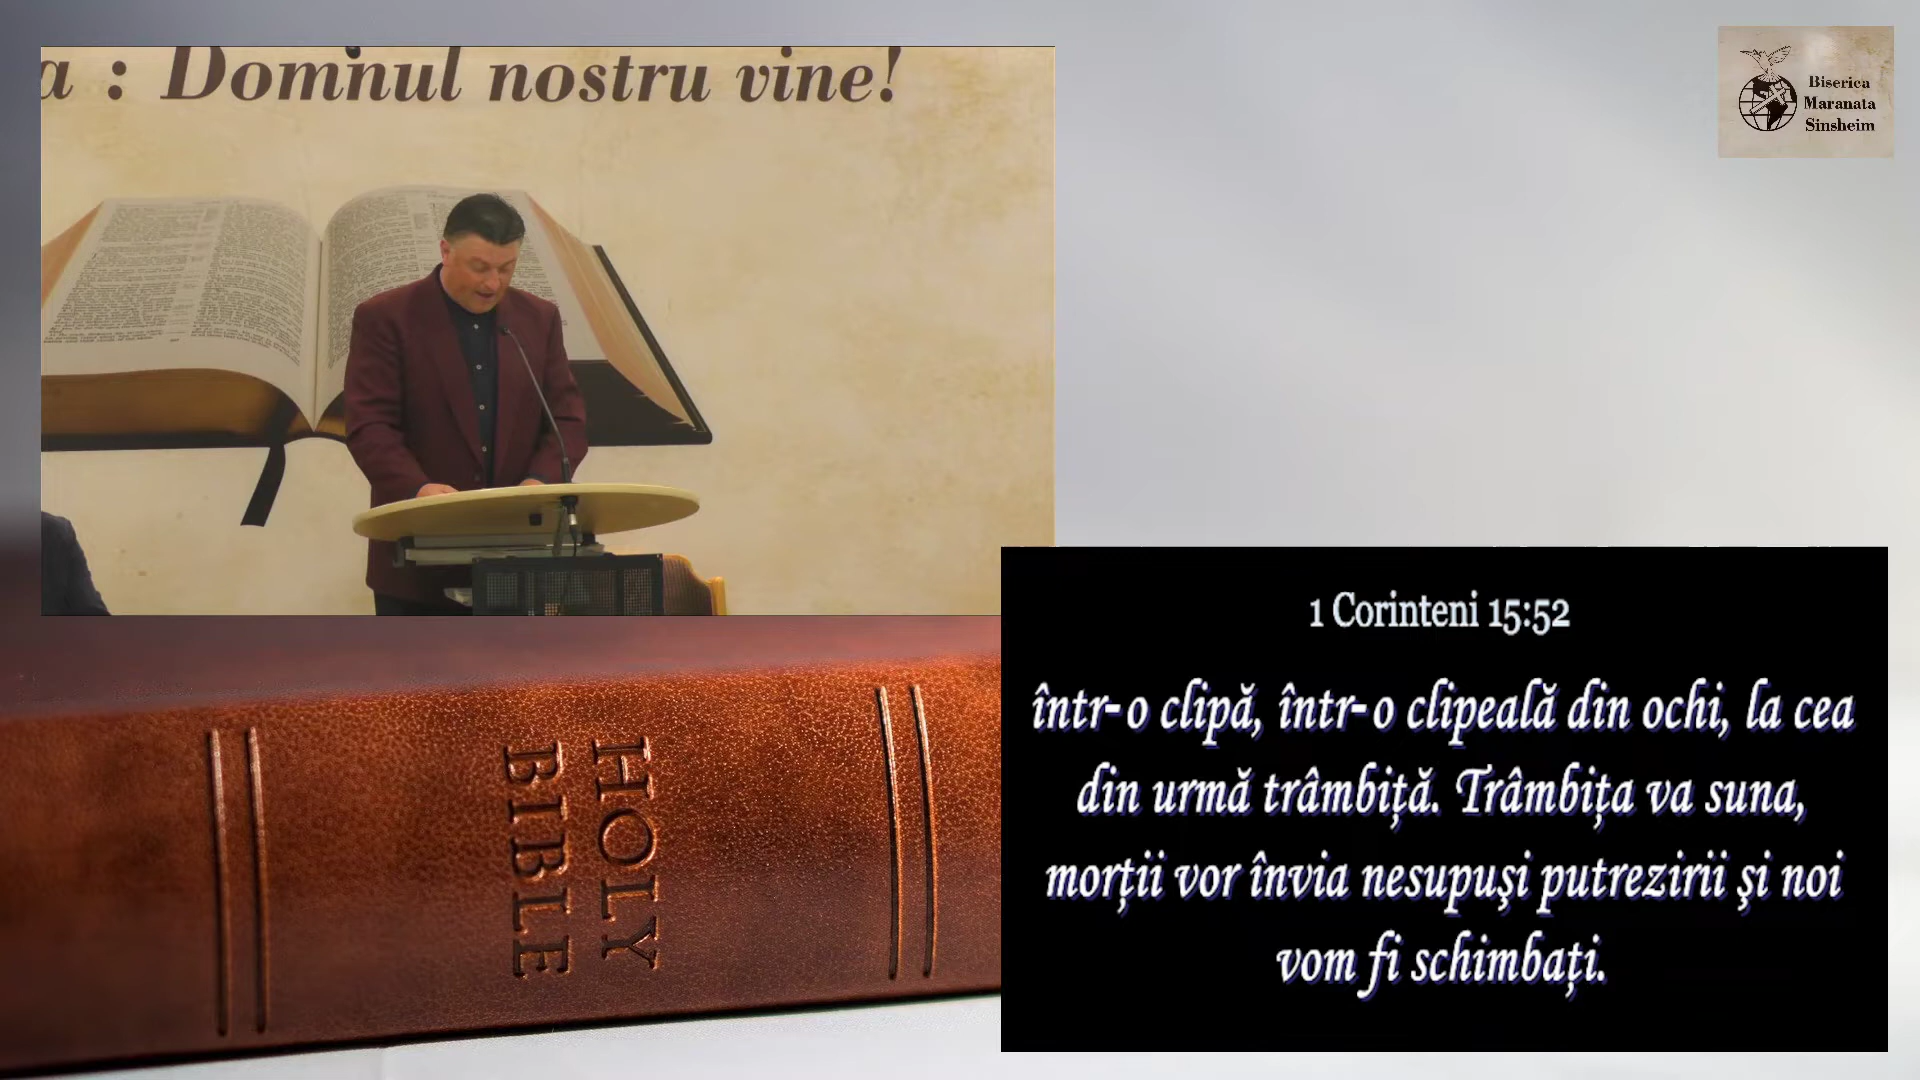 a : Domnul nostru vine!
Biserica
Maranata
Sinsheim
1 Corinteni 15:52
într-o clipă, într-o clipeală din ochi, la cea
din urmă trâmbiță. Trâmbița va suna,
morții vor învia nesupuşi putrezirii şi noi
vom fi schimbați.
HOLY
BIBLE